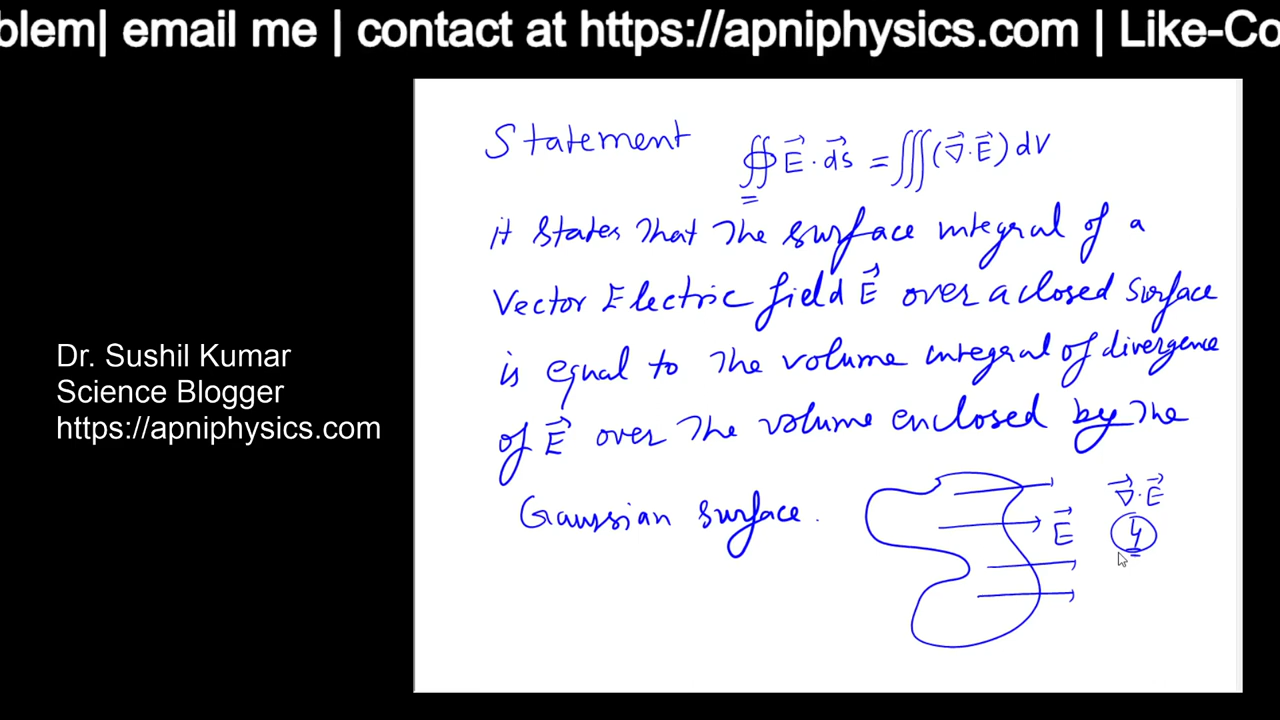 blem| email me | contact at https://apniphysics.com | Like-Co
Statement ∯ E⃗ · ds⃗ = ∭(∇⃗ · E⃗) dV
it states that the surface integral of a
Vector Electric field E⃗ over a closed surface
is equal to the volume integral of divergence
of E⃗ over the volume enclosed by the
Gaussian surface.
E⃗
∇⃗ · E⃗
Dr. Sushil Kumar
Science Blogger
https://apniphysics.com